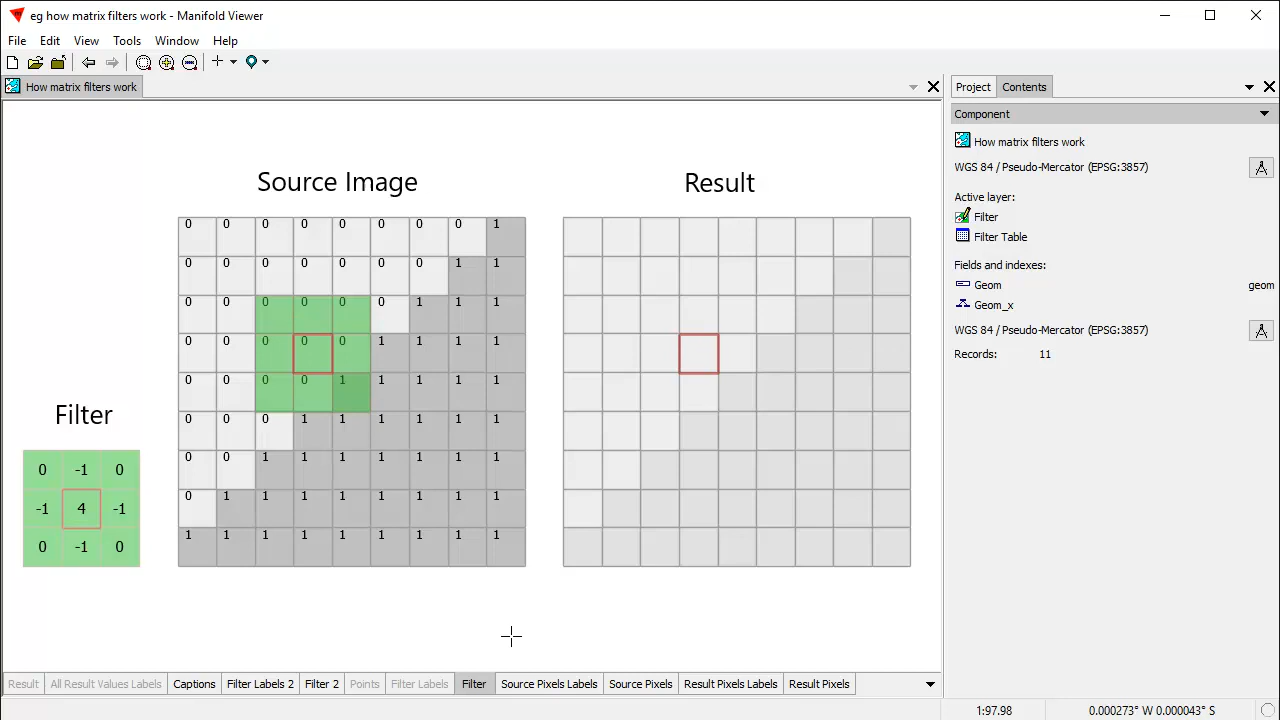 eg how matrix filters work - Manifold Viewer
File Edit View Tools Window Help
How matrix filters work
Project Contents
Component
How matrix filters work
WGS 84 / Pseudo-Mercator (EPSG:3857)
Active layer:
Filter
Filter Table
Fields and indexes:
Geom geom
Geom_x
WGS 84 / Pseudo-Mercator (EPSG:3857)
Records: 11
Source Image
0 0 0 0 0 0 0 0 1
0 0 0 0 0 0 0 1 1
0 0 0 0 0 0 1 1 1
0 0 0 0 0 1 1 1 1
0 0 0 0 1 1 1 1 1
0 0 0 1 1 1 1 1 1
0 0 1 1 1 1 1 1 1
0 1 1 1 1 1 1 1 1
1 1 1 1 1 1 1 1 1
Result
Filter
0 -1 0
-1 4 -1
0 -1 0
Result All Result Values Labels Captions Filter Labels 2 Filter 2 Points Filter Labels Filter Source Pixels Labels Source Pixels Result Pixels Labels Result Pixels
1:97.98 0.000273° W 0.000043° S